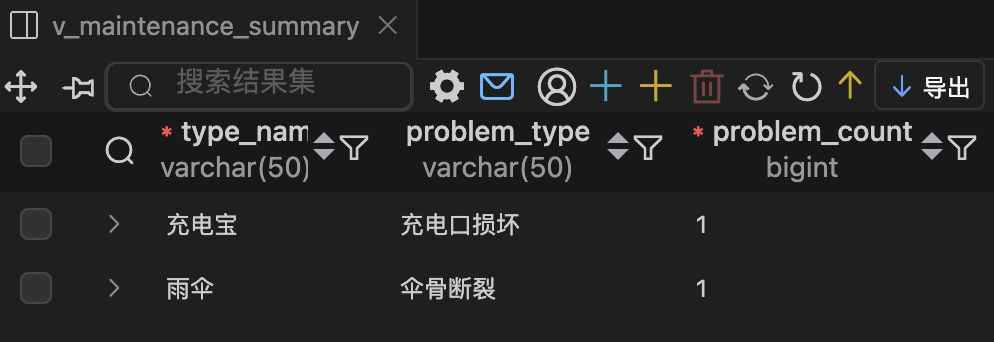 v_maintenance_summary
搜索结果集
导出
* type_nam
problem_type
* problem_count
varchar(50)
varchar(50)
bigint
充电宝
充电口损坏
1
雨伞
伞骨断裂
1